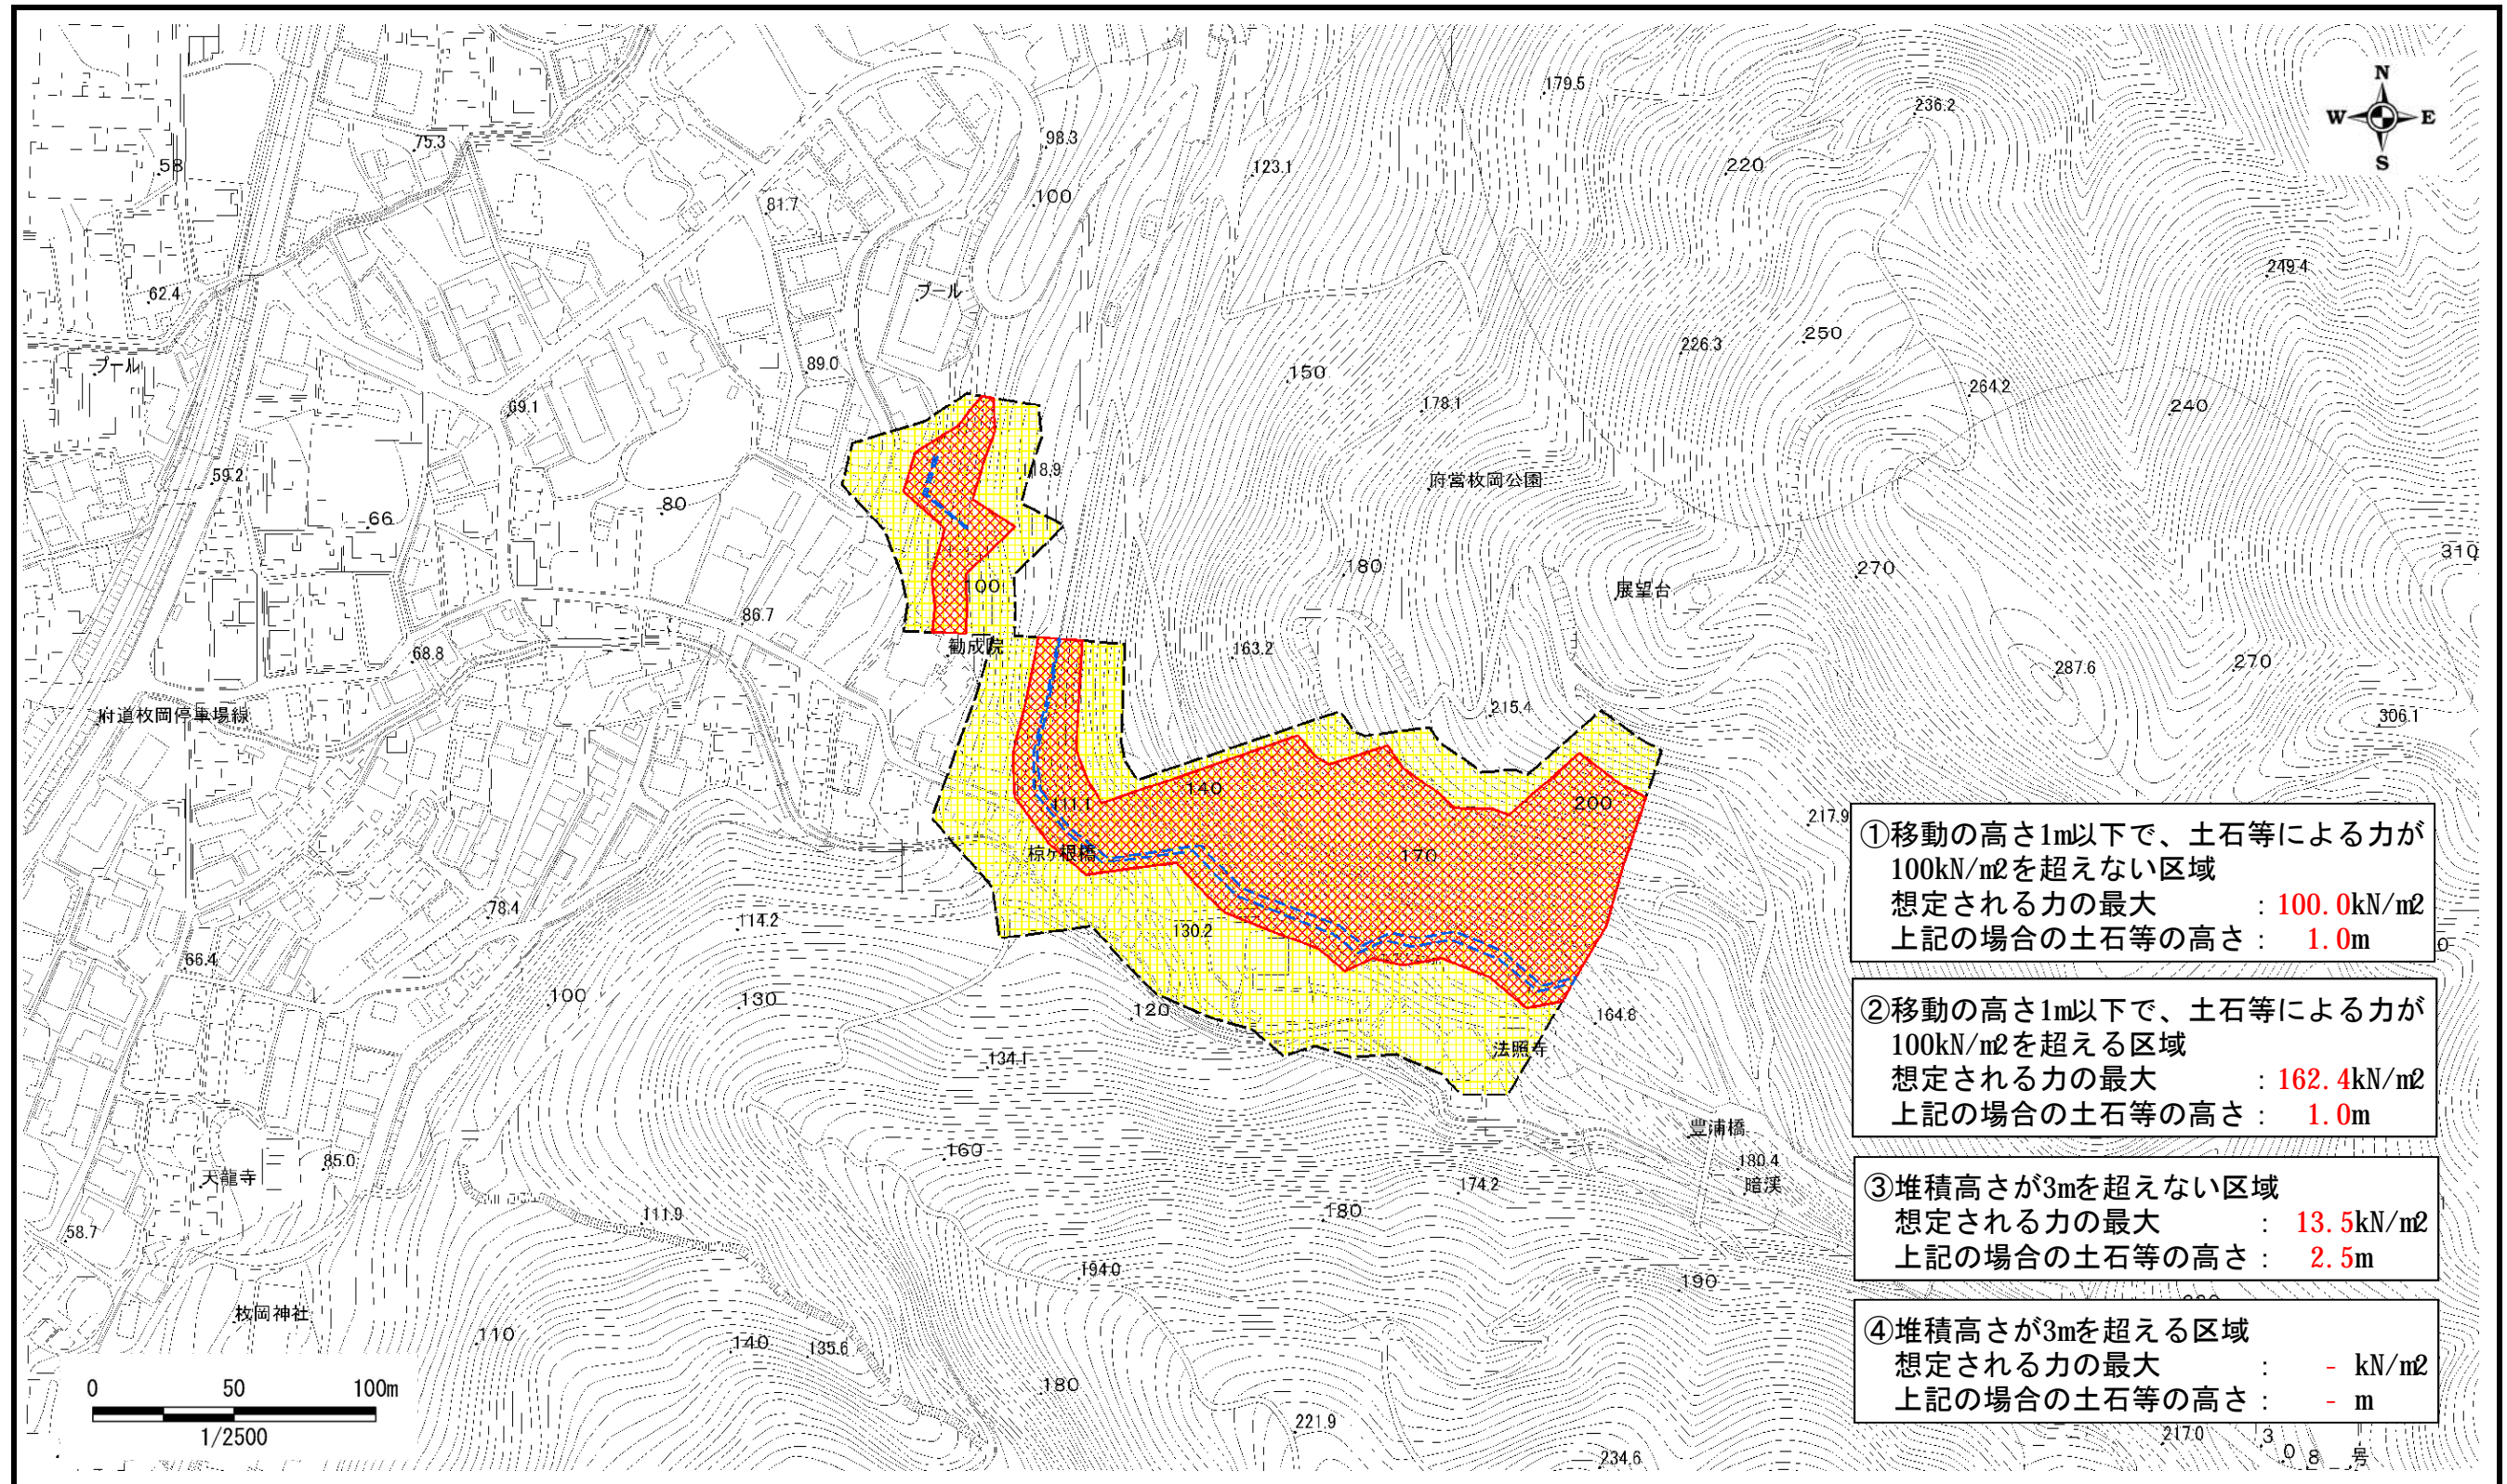 N
W E
S
179.5
236.2
75.3
98.3
58
123.1
220
100
81.7
249.4
62.4
プール
250
226.3
プール
89.0
150
264.2
178.1
240
69.1
118.9
59.2
府営枚岡公園
80
66
310
180
270
展望台
100
86.7
勧成院
68.8
163.2
270
287.6
府道枚岡停車場線
215.4
306.1
140
200
111.1
217.9
椋ヶ根橋
170
78.4
114.2
130.2
66.4
100
130
120
164.8
134.1
法照寺
豊浦橋
160
180.4
85.0
天龍寺
174.2
暗渓
111.9
180
58.7
194.0
190
枚岡神社
110
140
135.6
180
221.9
217.0
234.6
308号
①移動の高さ1m以下で、土石等による力が
100kN/m2を超えない区域
想定される力の最大 : 100.0kN/m2
上記の場合の土石等の高さ: 1.0m
②移動の高さ1m以下で、土石等による力が
100kN/m2を超える区域
想定される力の最大 : 162.4kN/m2
上記の場合の土石等の高さ: 1.0m
③堆積高さが3mを超えない区域
想定される力の最大 : 13.5kN/m2
上記の場合の土石等の高さ: 2.5m
④堆積高さが3mを超える区域
想定される力の最大 : - kN/m2
上記の場合の土石等の高さ: - m
0 50 100m
1/2500